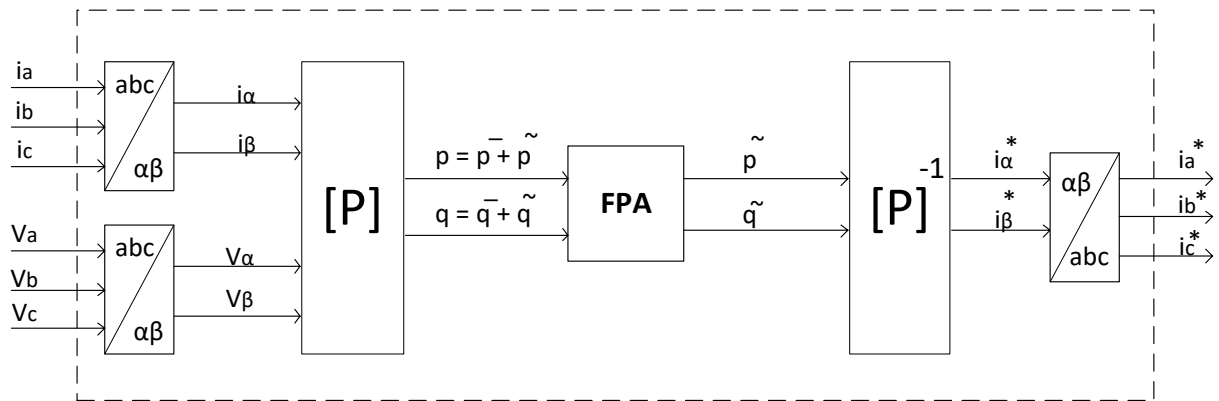 ia
ib
ic
abc
αβ
iα
iβ
Va
Vb
Vc
abc
αβ
Vα
Vβ
[P]
p = p̄ + p̃
q = q̄ + q̃
FPA
p̃
q̃
[P]⁻¹
iα*
iβ*
αβ
abc
ia*
ib*
ic*